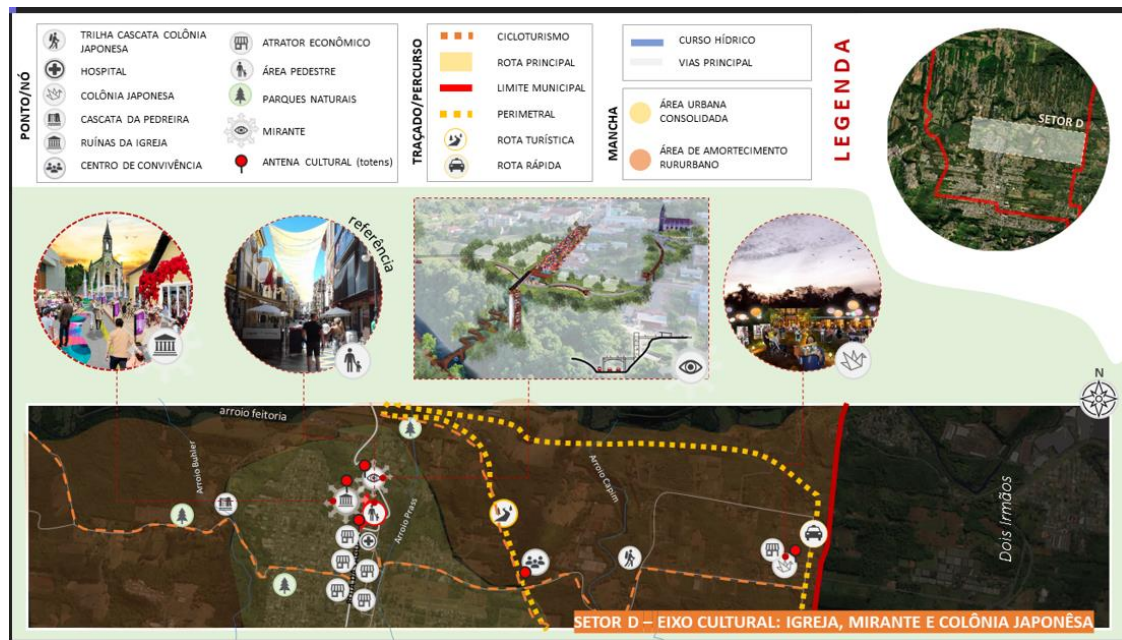 PONTO/NÓ
TRILHA CASCATA COLÔNIA
JAPONESA
HOSPITAL
COLÔNIA JAPONESA
CASCATA DA PEDREIRA
RUÍNAS DA IGREJA
CENTRO DE CONVIVÊNCIA
ATRATOR ECONÔMICO
ÁREA PEDESTRE
PARQUES NATURAIS
MIRANTE
ANTENA CULTURAL (totens)
TRAÇADO/PERCURSO
CICLOTURISMO
ROTA PRINCIPAL
LIMITE MUNICIPAL
PERIMETRAL
ROTA TURÍSTICA
ROTA RÁPIDA
CURSO HÍDRICO
VIAS PRINCIPAL
MANCHA
ÁREA URBANA
CONSOLIDADA
ÁREA DE AMORTECIMENTO
RURURBANO
LEGENDA
SETOR D
referência
N
arroio feitoria
Arroio Buhler
Arroio Prass
Arroio Capim
Dois Irmãos
SETOR D – EIXO CULTURAL: IGREJA, MIRANTE E COLÔNIA JAPONÊSA